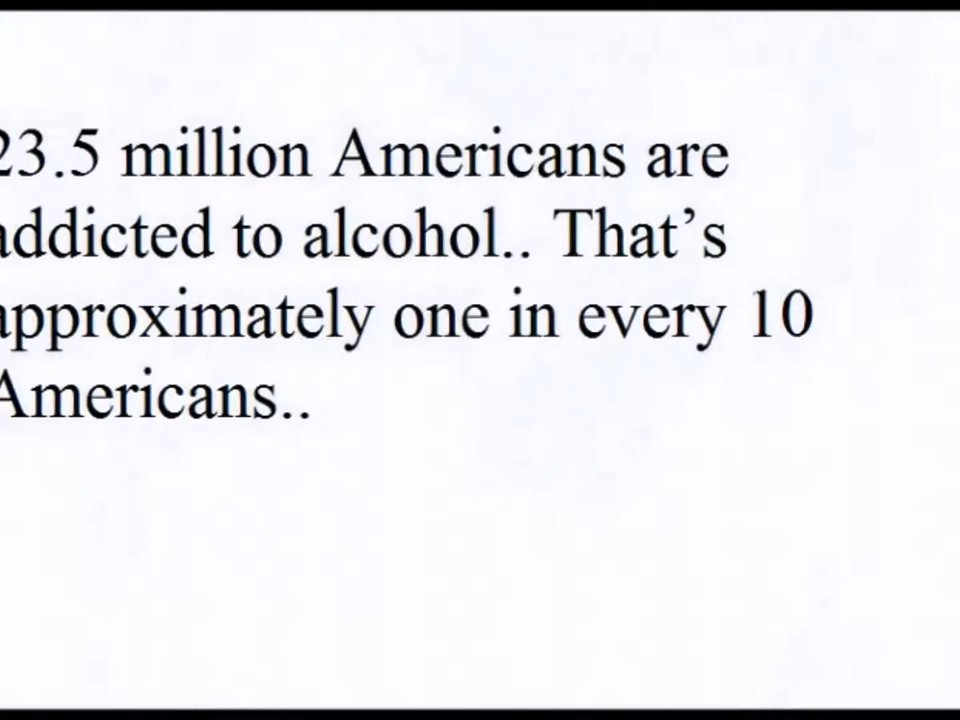 23.5 million Americans are
addicted to alcohol.. That’s
approximately one in every 10
Americans..